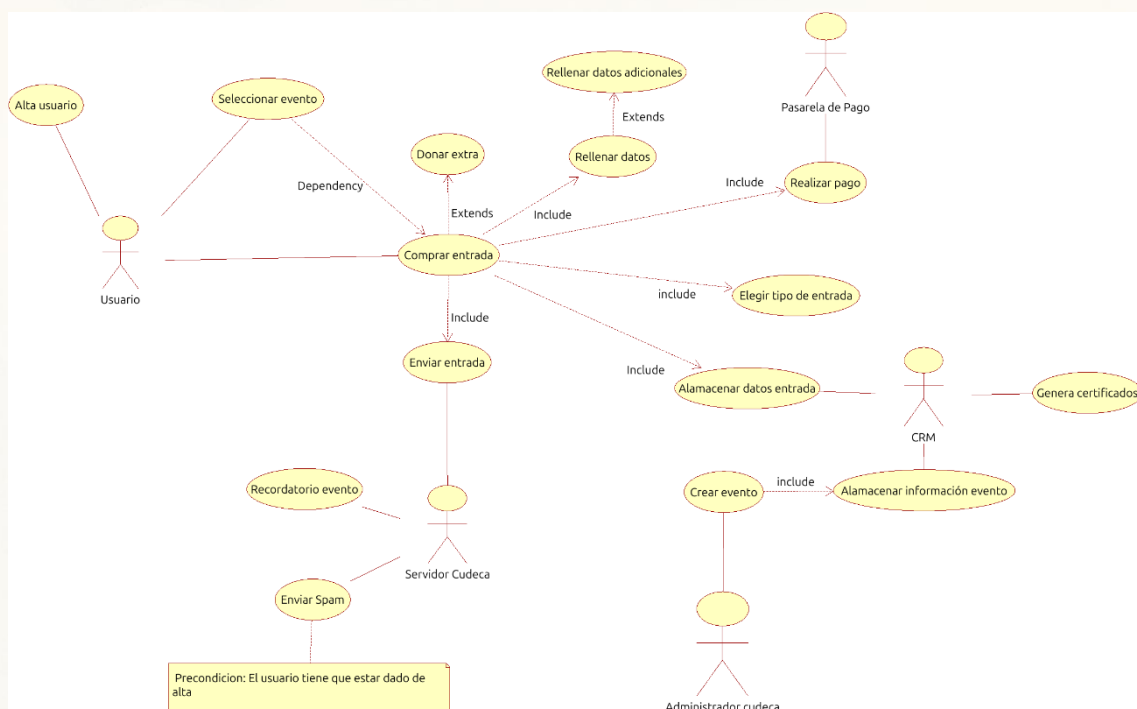 Rellenar datos adicionales
Pasarela de Pago
Alta usuario
Seleccionar evento
Extends
Donar extra
Rellenar datos
Dependency
Include
Realizar pago
Extends
Include
Comprar entrada
Usuario
include
Elegir tipo de entrada
Include
Enviar entrada
Include
Alamacenar datos entrada
Genera certificados
CRM
Recordatorio evento
Crear evento
include
Alamacenar información evento
Servidor Cudeca
Enviar Spam
Precondicion: El usuario tiene que estar dado de
alta
Administrador cudeca